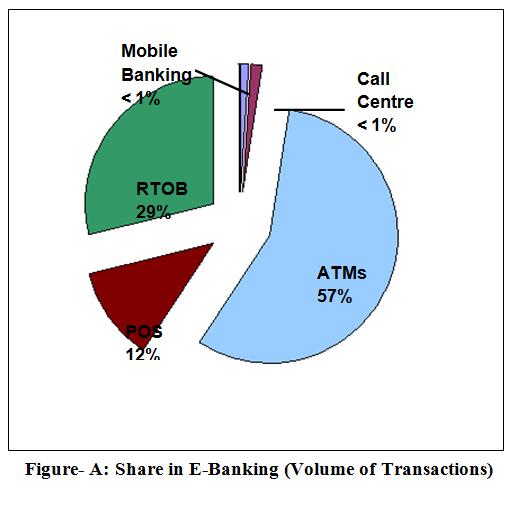 Mobile
Banking
< 1%
Call
Centre
< 1%
RTOB
29%
ATMs
57%
POS
12%
Figure- A: Share in E-Banking (Volume of Transactions)